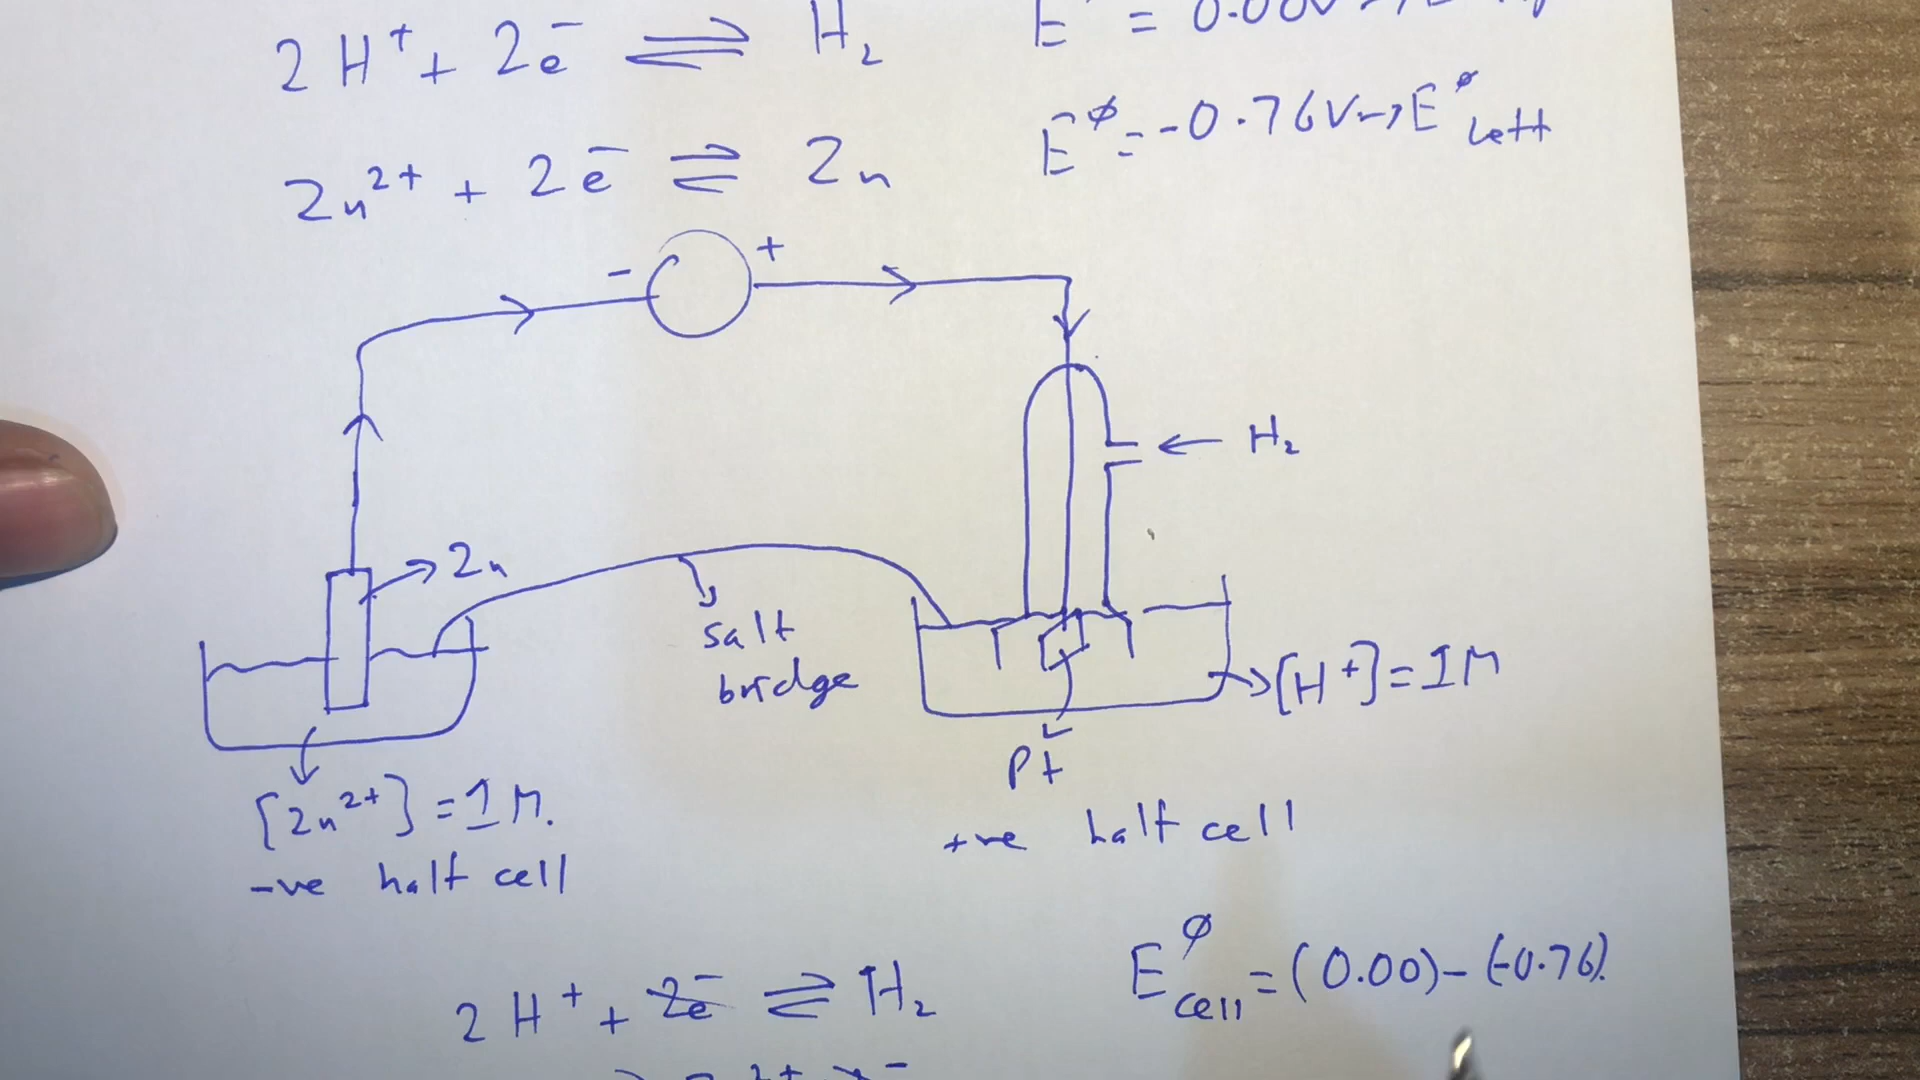 2H⁺ + 2e⁻ ⇌ H₂
E = 0.00V
Zn²⁺ + 2e⁻ ⇌ Zn
E⌀ = -0.76V → E⌀ Left
- +
← H₂
→ Zn
salt
bridge
→ [H⁺] = 1M
Pt
[Zn²⁺] = 1M.
-ve half cell
+ve half cell
E⌀cell = (0.00) - (-0.76).
2H⁺ + 2e⁻ ⇌ H₂